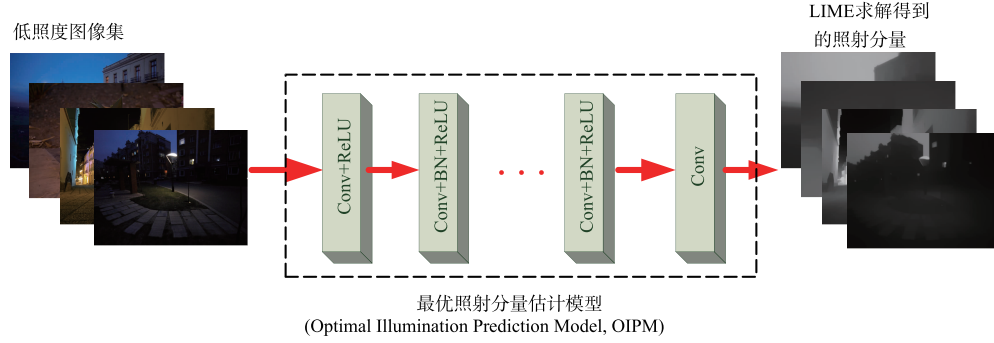 低照度图像集
LIME求解得到
的照射分量
Conv+ReLU
Conv+BN+ReLU
Conv+BN+ReLU
Conv
最优照射分量估计模型
(Optimal Illumination Prediction Model, OIPM)